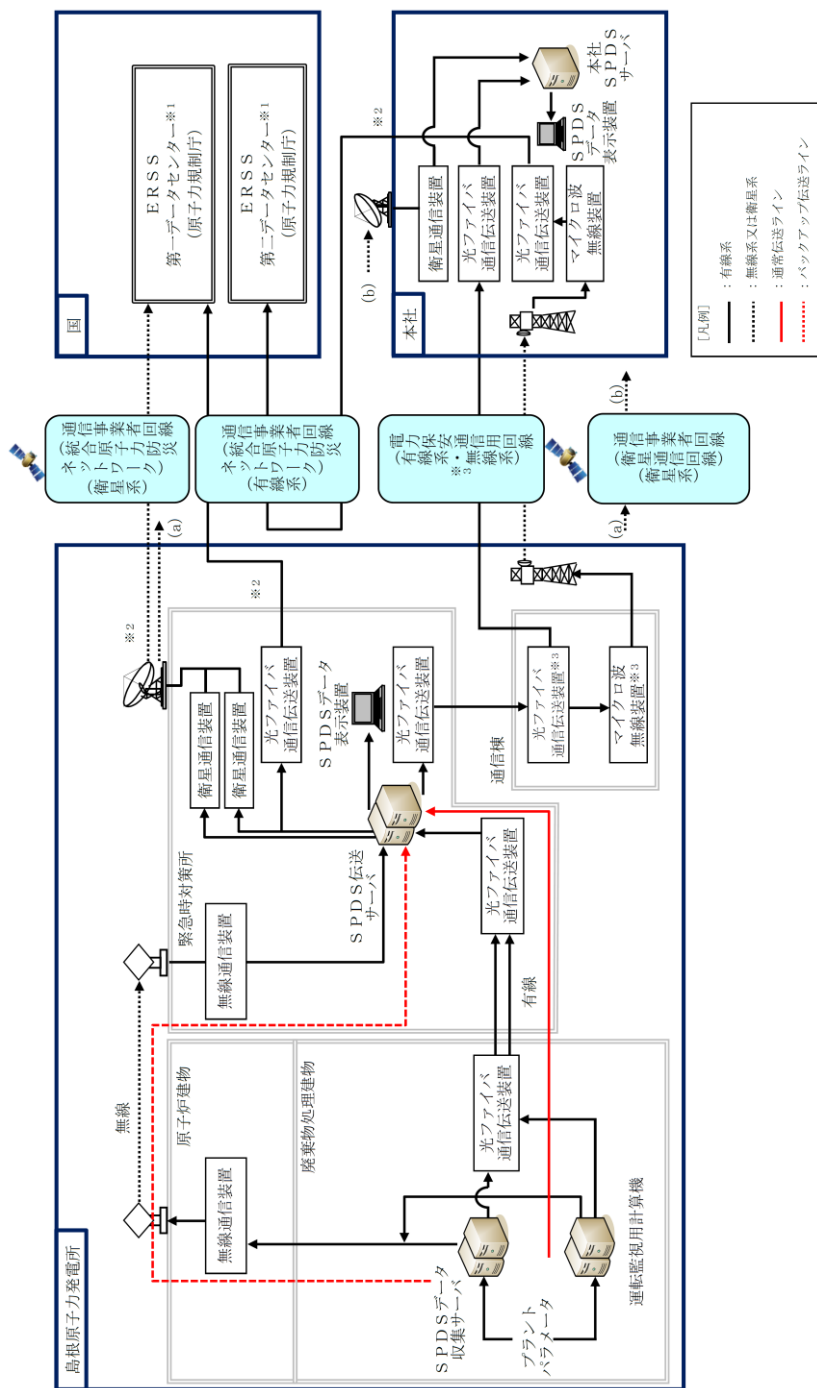 島根原子力発電所
原子炉建物
無線通信装置
無線
廃棄物処理建物
SPDSデータ
収集サーバ
プラント
パラメータ
運転監視用計算機
光ファイバ
通信伝送装置
有線
緊急時対策所
無線通信装置
SPDS伝送
サーバ
光ファイバ
通信伝送装置
衛星通信装置
衛星通信装置
光ファイバ
通信伝送装置
SPDSデータ
表示装置
光ファイバ
通信伝送装置
通信棟
光ファイバ
通信伝送装置※3
マイクロ波
無線装置※3
※2
(a)
※2
通信事業者回線
(統合原子力防災
ネットワーク)
(衛星系)
通信事業者回線
(統合原子力防災
ネットワーク)
(有線系)
電力保安通信用回線
(有線系・無線系)
※3
(a)
通信事業者回線
(衛星通信回線)
(衛星系)
(b)
国
ERSS
第一データセンター※1
(原子力規制庁)
ERSS
第二データセンター※1
(原子力規制庁)
本社
(b)
※2
衛星通信装置
光ファイバ
通信伝送装置
光ファイバ
通信伝送装置
マイクロ波
無線装置
本社
SPDS
サーバ
SPDS
データ
表示装置
[凡例]
:有線系
:無線系又は衛星系
:通常伝送ライン
:バックアップ伝送ライン